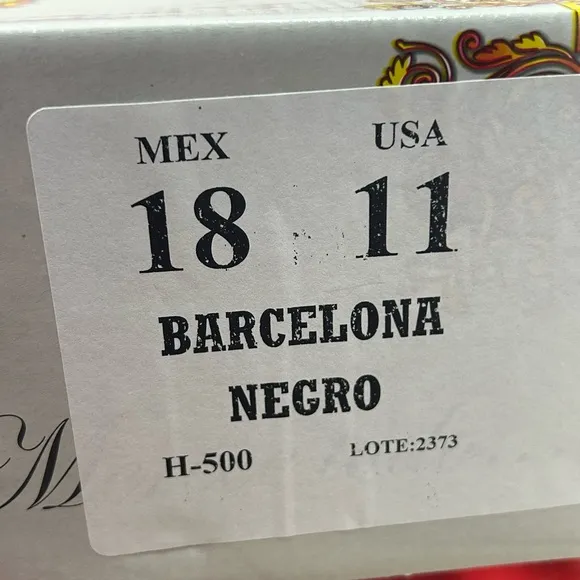 MEX USA
18 11
BARCELONA
NEGRO
H-500 LOTE:2373